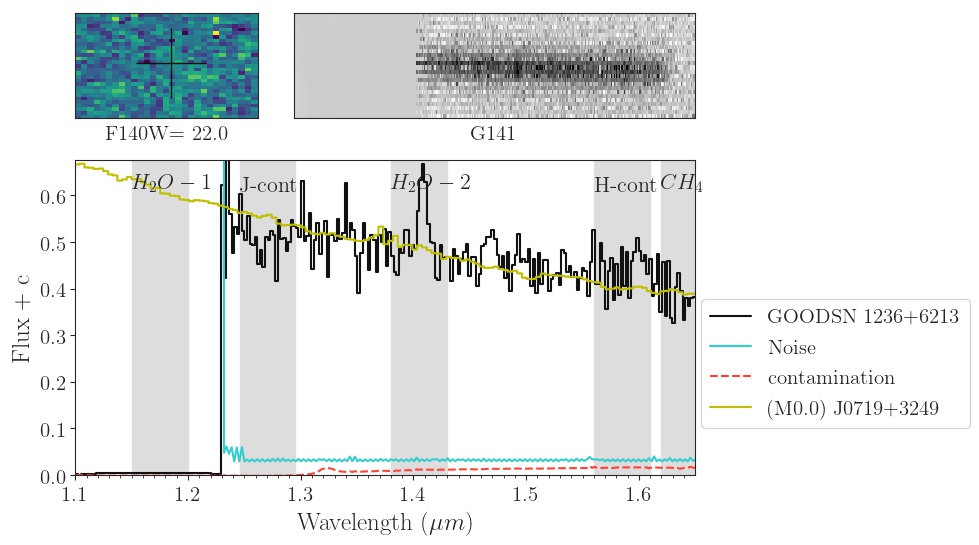 F140W= 22.0
G141
H₂O − 1
J-cont
H₂O − 2
H-cont
CH₄
0.6
0.5
0.4
0.3
0.2
0.1
0.0
Flux + c
1.1
1.2
1.3
1.4
1.5
1.6
Wavelength (μm)
GOODSN 1236+6213
Noise
contamination
(M0.0) J0719+3249